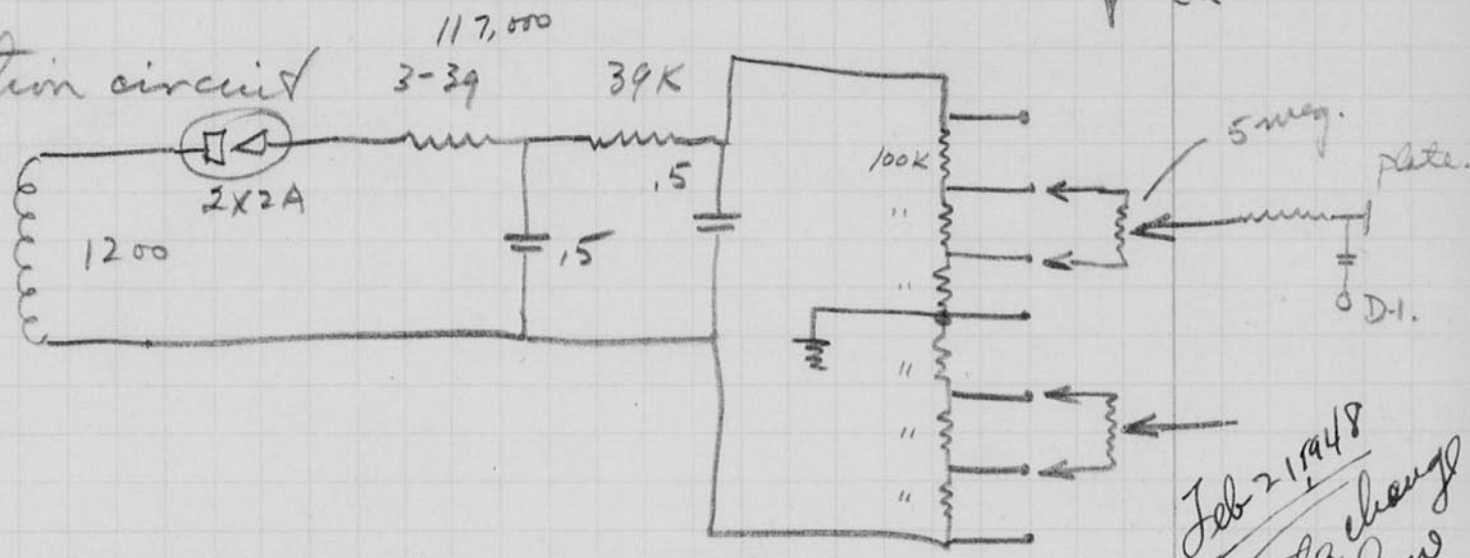 117,000
tion circuit 3-39 39K
2X2A
1200
.5
.5
100K
"
"
"
"
"
5 meg.
plate.
D-1.
Feb 21, 1948
change